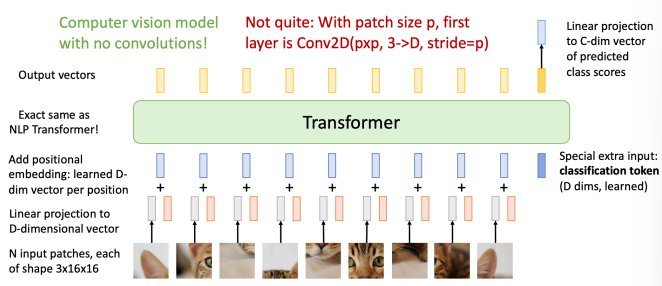 Computer vision model
with no convolutions!
Not quite: With patch size p, first
layer is Conv2D(pxp, 3->D, stride=p)
Linear projection
to C-dim vector
of predicted
class scores
Output vectors
Exact same as
NLP Transformer!
Transformer
Add positional
embedding: learned D-
dim vector per position
+ + + + + + + + +
Special extra input:
classification token
(D dims, learned)
Linear projection to
D-dimensional vector
N input patches, each
of shape 3x16x16